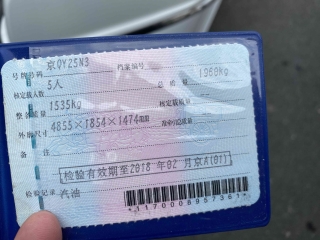 号牌号码 京QY25N3 档案编号
核定载人数 5人 总质量 1960kg
整备质量 1535kg 核定载质量
外廓尺寸 4855×1854×1474mm 准牵引总质量
备注
检验有效期至2018年02月京A(01)
检验记录 汽油
*1170006957361*